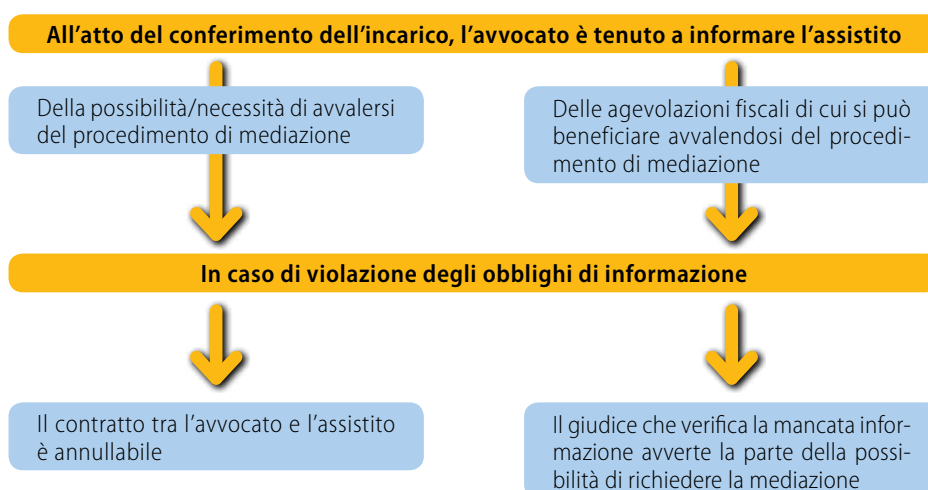 All'atto del conferimento dell'incarico, l'avvocato è tenuto a informare l'assistito
Della possibilità/necessità di avvalersi
del procedimento di mediazione
Delle agevolazioni fiscali di cui si può
beneficiare avvalendosi del procedi-
mento di mediazione
In caso di violazione degli obblighi di informazione
Il contratto tra l'avvocato e l'assistito
è annullabile
Il giudice che verifica la mancata infor-
mazione avverte la parte della possi-
bilità di richiedere la mediazione